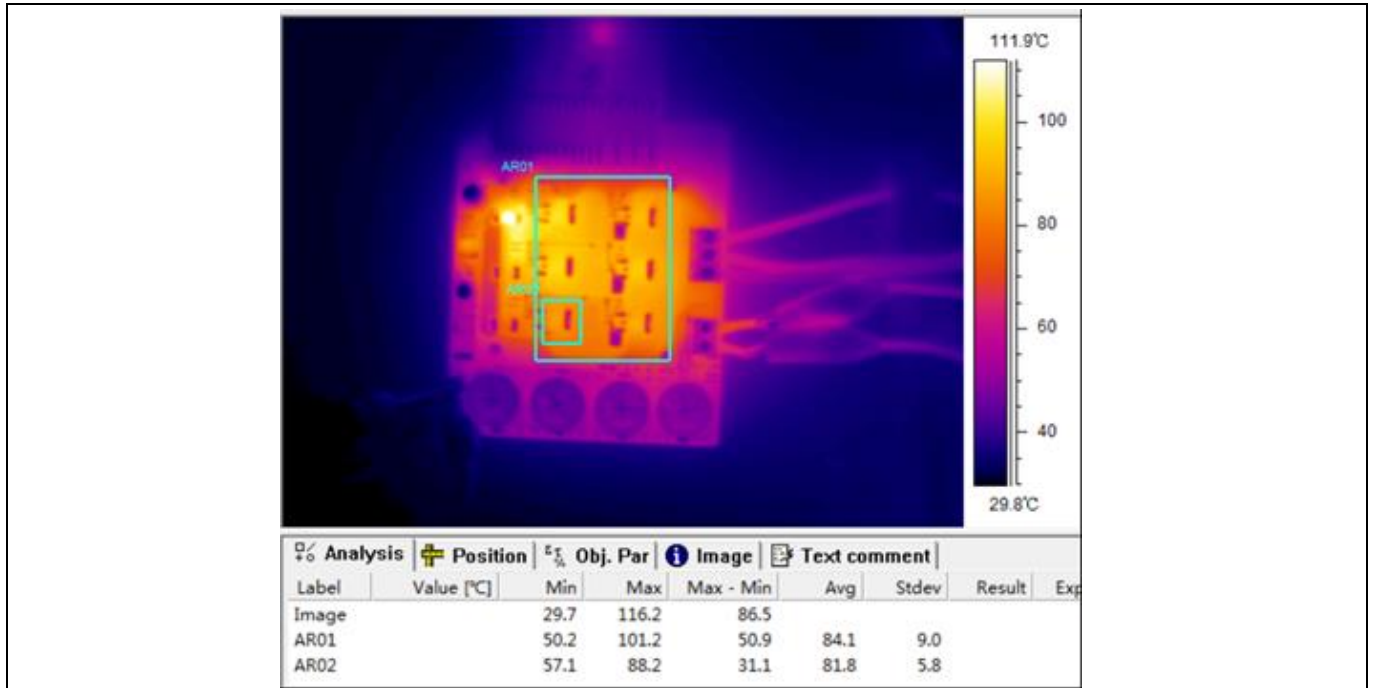 111.9°C
100
80
60
40
29.8°C
AR01
AR02
Analysis Position Obj. Par Image Text comment
Label Value [°C] Min Max Max - Min Avg Stdev Result
Image 29.7 116.2 86.5
AR01 50.2 101.2 50.9 84.1 9.0
AR02 57.1 88.2 31.1 81.8 5.8